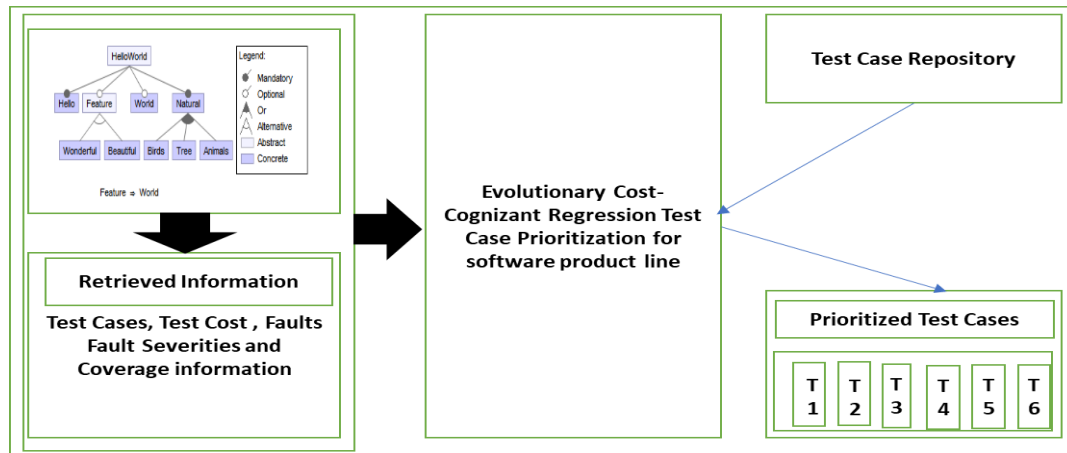 HelloWorld
Hello
Feature
World
Natural
Wonderful
Beautiful
Birds
Tree
Animals
Feature ⇒ World
Legend:
Mandatory
Optional
Or
Alternative
Abstract
Concrete
Retrieved Information
Test Cases, Test Cost , Faults
Fault Severities and
Coverage information
Evolutionary Cost-
Cognizant Regression Test
Case Prioritization for
software product line
Test Case Repository
Prioritized Test Cases
T
1
T
2
T
3
T
4
T
5
T
6